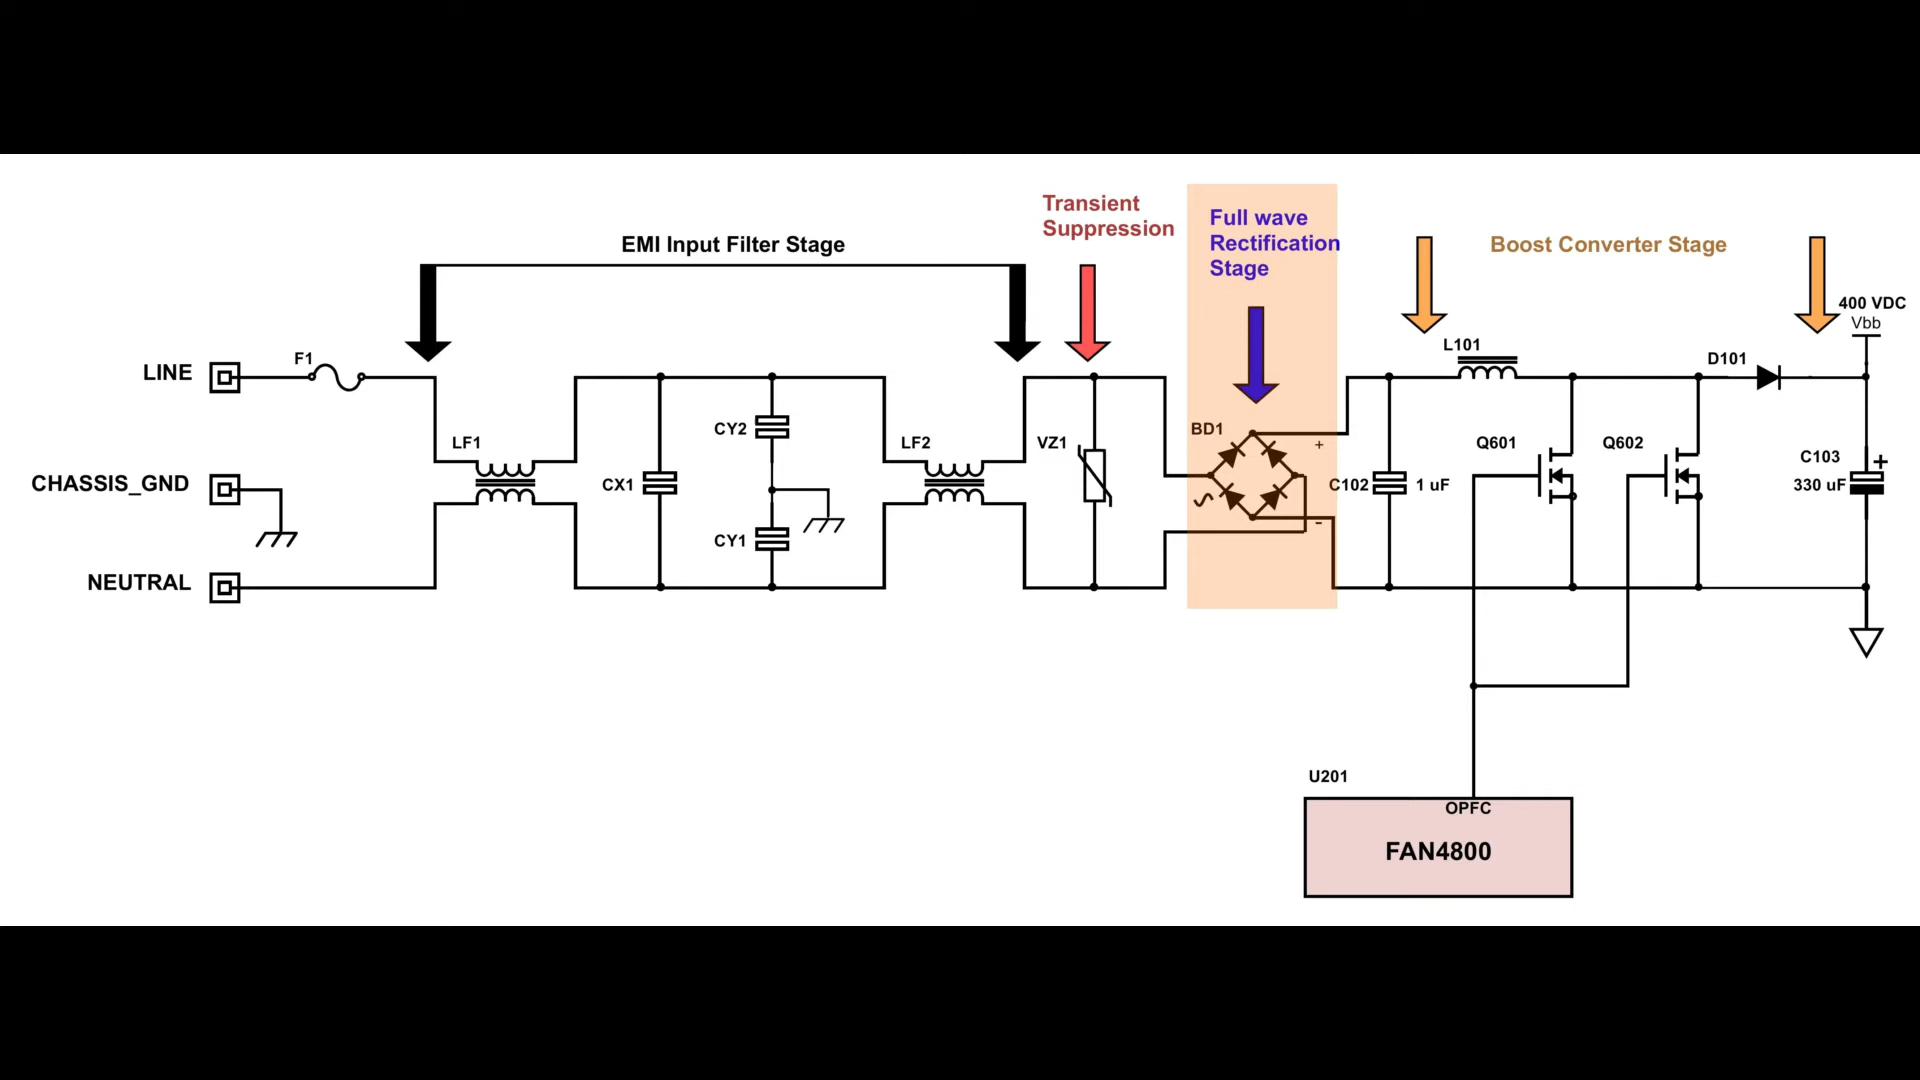 Transient
Suppression
Full wave
Rectification
Stage
EMI Input Filter Stage
Boost Converter Stage
400 VDC
Vbb
L101
F1
D101
LINE
LF1
CY2
LF2
VZ1
BD1
+
Q601
Q602
C103
+
CHASSIS_GND
CX1
C102
1 uF
330 uF
-
CY1
NEUTRAL
U201
OPFC
FAN4800